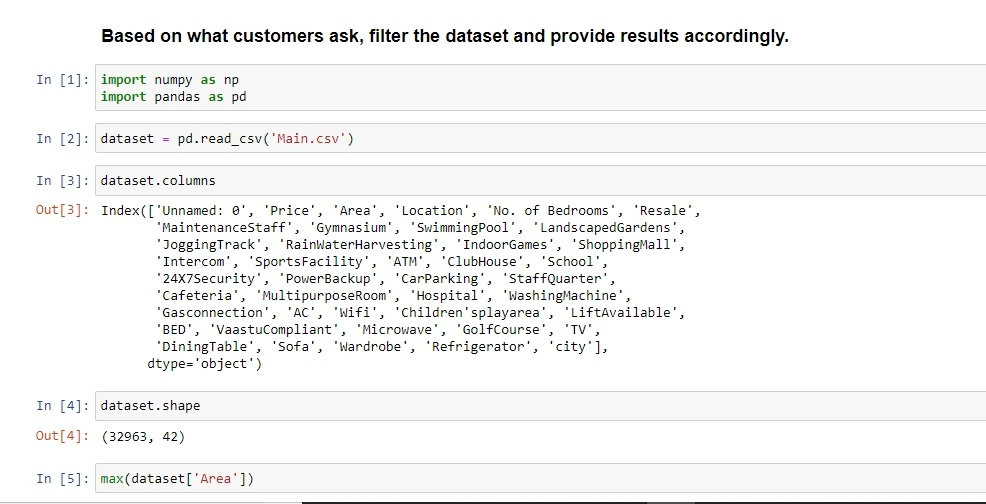 Based on what customers ask, filter the dataset and provide results accordingly.
In [1]: import numpy as np
import pandas as pd
In [2]: dataset = pd.read_csv('Main.csv')
In [3]: dataset.columns
Out[3]: Index(['Unnamed: 0', 'Price', 'Area', 'Location', 'No. of Bedrooms', 'Resale',
'MaintenanceStaff', 'Gymnasium', 'SwimmingPool', 'LandscapedGardens',
'JoggingTrack', 'RainWaterHarvesting', 'IndoorGames', 'ShoppingMall',
'Intercom', 'SportsFacility', 'ATM', 'ClubHouse', 'School',
'24X7Security', 'PowerBackup', 'CarParking', 'StaffQuarter',
'Cafeteria', 'MultipurposeRoom', 'Hospital', 'WashingMachine',
'Gasconnection', 'AC', 'Wifi', 'Children'splayarea', 'LiftAvailable',
'BED', 'VaastuCompliant', 'Microwave', 'GolfCourse', 'TV',
'DiningTable', 'Sofa', 'Wardrobe', 'Refrigerator', 'city'],
dtype='object')
In [4]: dataset.shape
Out[4]: (32963, 42)
In [5]: max(dataset['Area'])